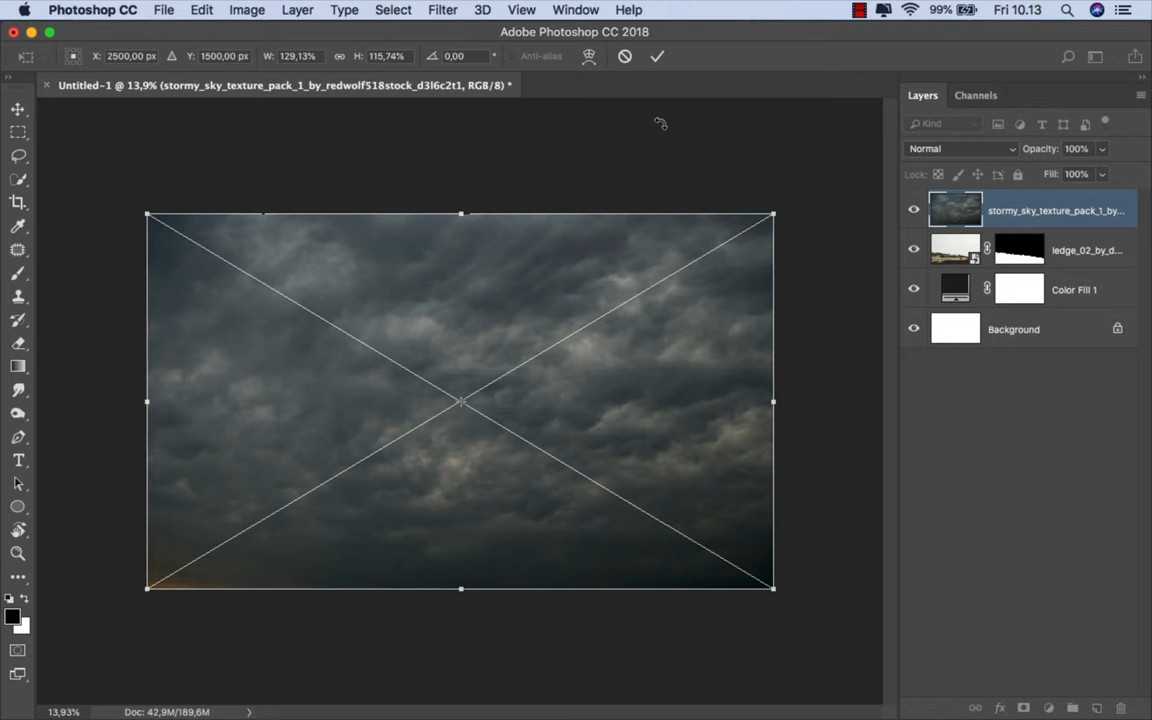 Photoshop CC File Edit Image Layer Type Select Filter 3D View Window Help 99% Fri 10.13
Adobe Photoshop CC 2018
X: 2500,00 px Y: 1500,00 px W: 129,13% H: 115,74% 0,00 ° Anti-alias
Untitled-1 @ 13,9% (stormy_sky_texture_pack_1_by_redwolf518stock_d3l6c2t1, RGB/8) *
Layers Channels
Kind
Normal Opacity: 100%
Lock: Fill: 100%
stormy_sky_texture_pack_1_by...
ledge_02_by_d...
Color Fill 1
Background
13,93% Doc: 42,9M/189,6M